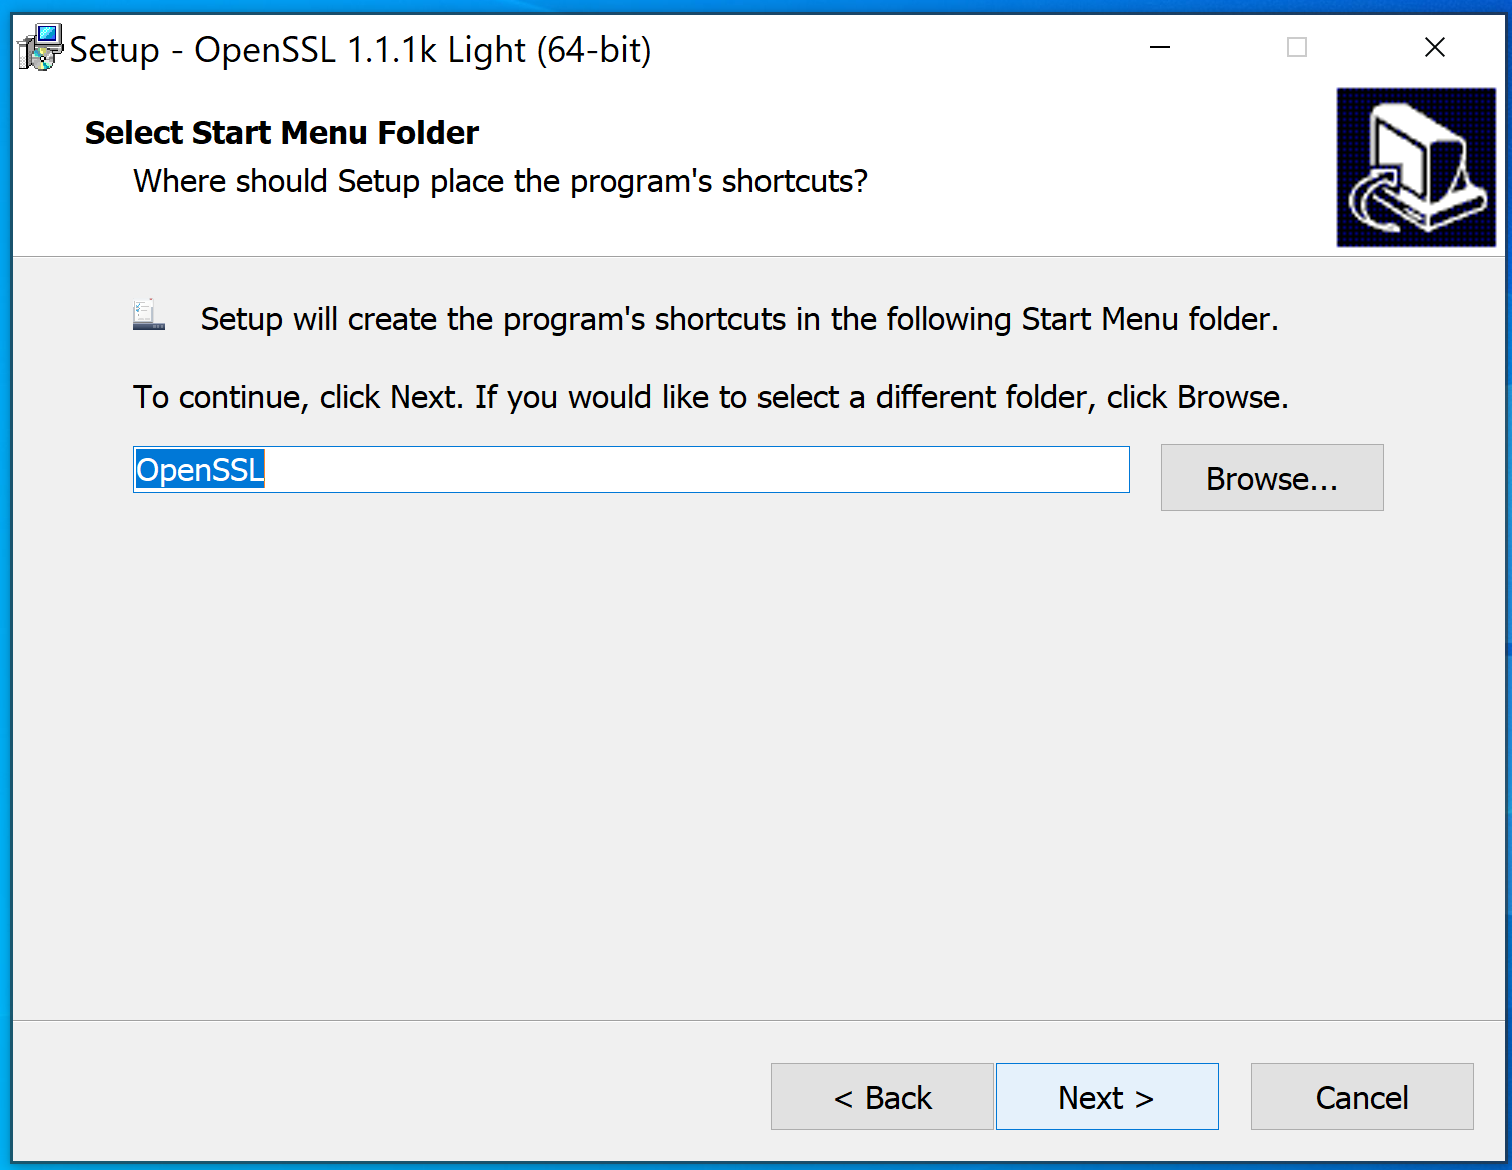 Setup - OpenSSL 1.1.1k Light (64-bit)
Select Start Menu Folder
Where should Setup place the program's shortcuts?
Setup will create the program's shortcuts in the following Start Menu folder.
To continue, click Next. If you would like to select a different folder, click Browse.
OpenSSL
Browse...
< Back
Next >
Cancel